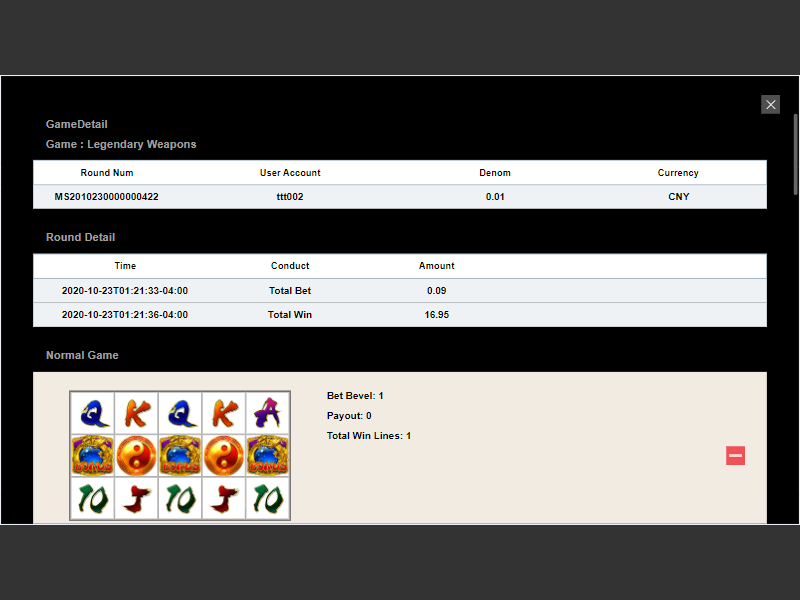 GameDetail
Game : Legendary Weapons
Round Num User Account Denom Currency
MS2010230000000422 ttt002 0.01 CNY
Round Detail
Time Conduct Amount
2020-10-23T01:21:33-04:00 Total Bet 0.09
2020-10-23T01:21:36-04:00 Total Win 16.95
Normal Game
Bet Bevel: 1
Payout: 0
Total Win Lines: 1
Q K Q K A
BONUS BONUS BONUS
10 J 10 J 10